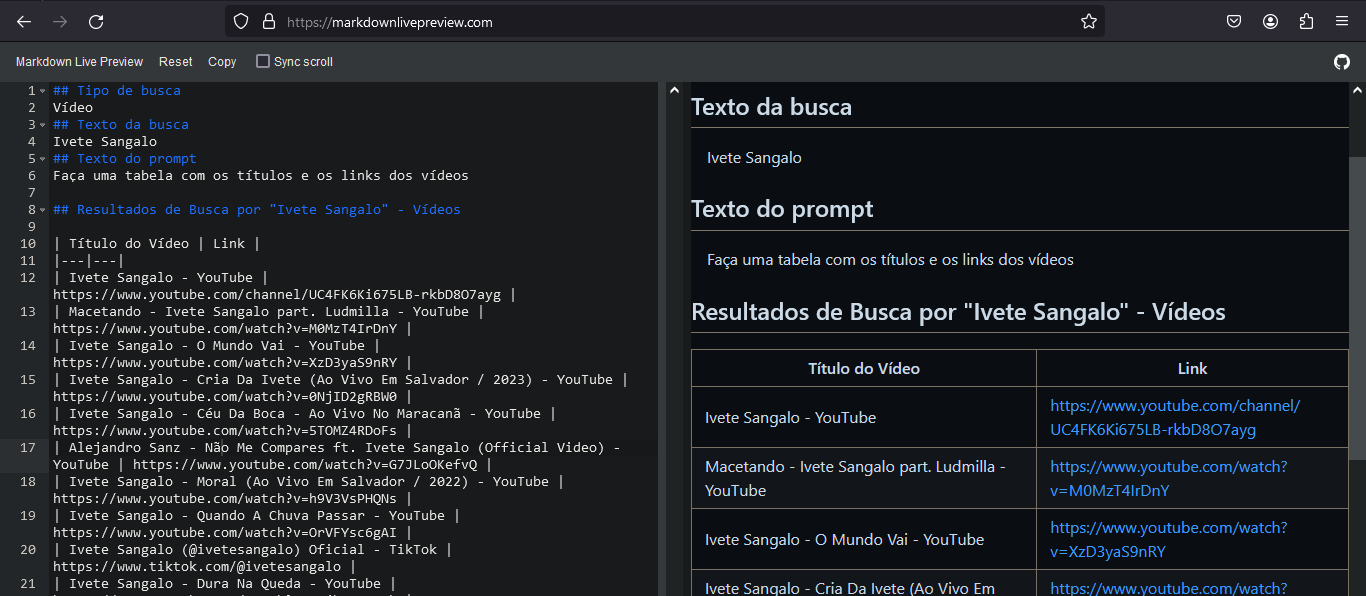 https://markdownlivepreview.com
Markdown Live Preview Reset Copy Sync scroll
1 ## Tipo de busca
2 Vídeo
3 ## Texto da busca
4 Ivete Sangalo
5 ## Texto do prompt
6 Faça uma tabela com os títulos e os links dos vídeos
7
8 ## Resultados de Busca por "Ivete Sangalo" - Vídeos
9
10 | Título do Vídeo | Link |
11 |---|---|
12 | Ivete Sangalo - YouTube |
https://www.youtube.com/channel/UC4FK6Ki675LB-rkbD8O7ayg |
13 | Macetando - Ivete Sangalo part. Ludmilla - YouTube |
https://www.youtube.com/watch?v=M0MzT4IrDnY |
14 | Ivete Sangalo - O Mundo Vai - YouTube |
https://www.youtube.com/watch?v=XzD3yaS9nRY |
15 | Ivete Sangalo - Cria Da Ivete (Ao Vivo Em Salvador / 2023) - YouTube |
https://www.youtube.com/watch?v=0NjID2gRBW0 |
16 | Ivete Sangalo - Céu Da Boca - Ao Vivo No Maracanã - YouTube |
https://www.youtube.com/watch?v=5TOMZ4RDoFs |
17 | Alejandro Sanz - Não Me Compares ft. Ivete Sangalo (Official Video) -
YouTube | https://www.youtube.com/watch?v=G7JLoOKefvQ |
18 | Ivete Sangalo - Moral (Ao Vivo Em Salvador / 2022) - YouTube |
https://www.youtube.com/watch?v=h9V3VsPHQNs |
19 | Ivete Sangalo - Quando A Chuva Passar - YouTube |
https://www.youtube.com/watch?v=OrVFYsc6gAI |
20 | Ivete Sangalo (@ivetesangalo) Oficial - TikTok |
https://www.tiktok.com/@ivetesangalo |
21 | Ivete Sangalo - Dura Na Queda - YouTube |
Texto da busca
Ivete Sangalo
Texto do prompt
Faça uma tabela com os títulos e os links dos vídeos
Resultados de Busca por "Ivete Sangalo" - Vídeos
Título do Vídeo Link
Ivete Sangalo - YouTube
https://www.youtube.com/channel/
UC4FK6Ki675LB-rkbD8O7ayg
Macetando - Ivete Sangalo part. Ludmilla -
YouTube
https://www.youtube.com/watch?
v=M0MzT4IrDnY
Ivete Sangalo - O Mundo Vai - YouTube
https://www.youtube.com/watch?
v=XzD3yaS9nRY
Ivete Sangalo - Cria Da Ivete (Ao Vivo Em
https://www.youtube.com/watch?